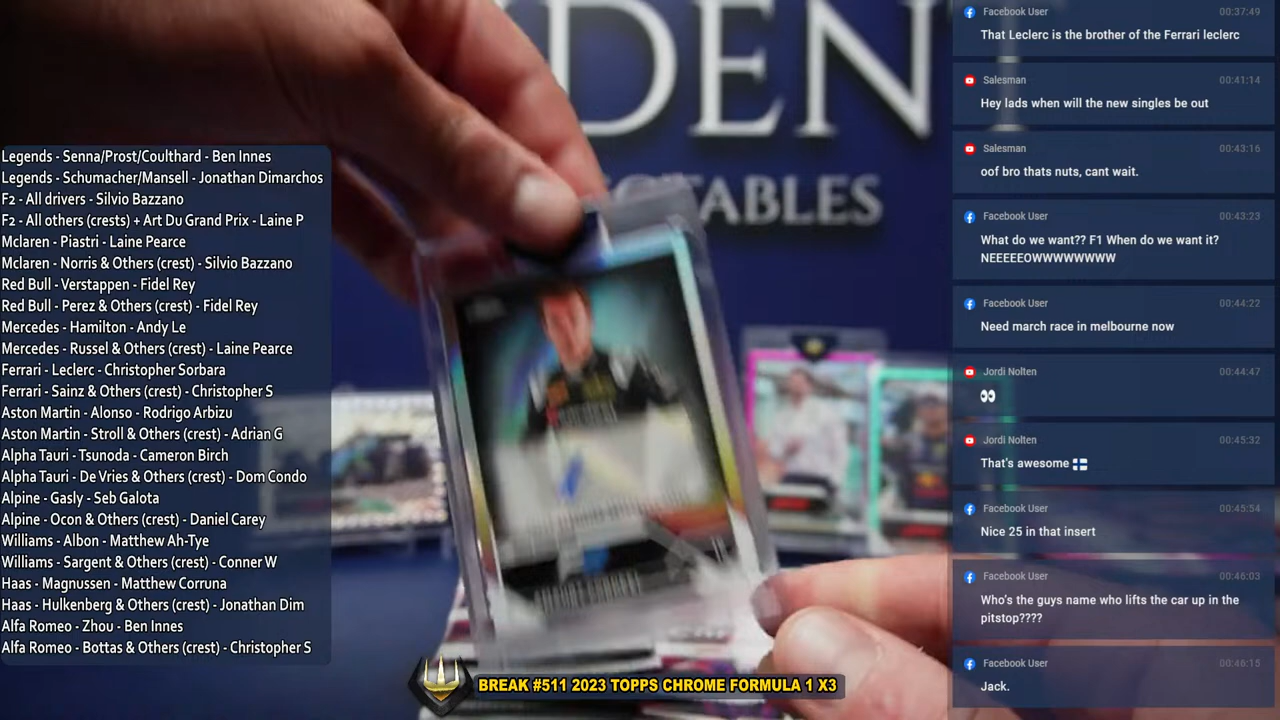 DEN
TABLES
Legends - Senna/Prost/Coulthard - Ben Innes
Legends - Schumacher/Mansell - Jonathan Dimarchos
F2 - All drivers - Silvio Bazzano
F2 - All others (crests) + Art Du Grand Prix - Laine P
Mclaren - Piastri - Laine Pearce
Mclaren - Norris & Others (crest) - Silvio Bazzano
Red Bull - Verstappen - Fidel Rey
Red Bull - Perez & Others (crest) - Fidel Rey
Mercedes - Hamilton - Andy Le
Mercedes - Russel & Others (crest) - Laine Pearce
Ferrari - Leclerc - Christopher Sorbara
Ferrari - Sainz & Others (crest) - Christopher S
Aston Martin - Alonso - Rodrigo Arbizu
Aston Martin - Stroll & Others (crest) - Adrian G
Alpha Tauri - Tsunoda - Cameron Birch
Alpha Tauri - De Vries & Others (crest) - Dom Condo
Alpine - Gasly - Seb Galota
Alpine - Ocon & Others (crest) - Daniel Carey
Williams - Albon - Matthew Ah-Tye
Williams - Sargent & Others (crest) - Conner W
Haas - Magnussen - Matthew Corruna
Haas - Hulkenberg & Others (crest) - Jonathan Dim
Alfa Romeo - Zhou - Ben Innes
Alfa Romeo - Bottas & Others (crest) - Christopher S
BREAK #511 2023 TOPPS CHROME FORMULA 1 X3
Facebook User 00:37:49
That Leclerc is the brother of the Ferrari leclerc
Salesman 00:41:14
Hey lads when will the new singles be out
Salesman 00:43:16
oof bro thats nuts, cant wait.
Facebook User 00:43:23
What do we want?? F1 When do we want it?
NEEEEEOWWWWWWWW
Facebook User 00:44:22
Need march race in melbourne now
Jordi Nolten 00:44:47
👀
Jordi Nolten 00:45:32
That's awesome 🇫🇮
Facebook User 00:45:54
Nice 25 in that insert
Facebook User 00:46:03
Who's the guys name who lifts the car up in the
pitstop????
Facebook User 00:46:15
Jack.